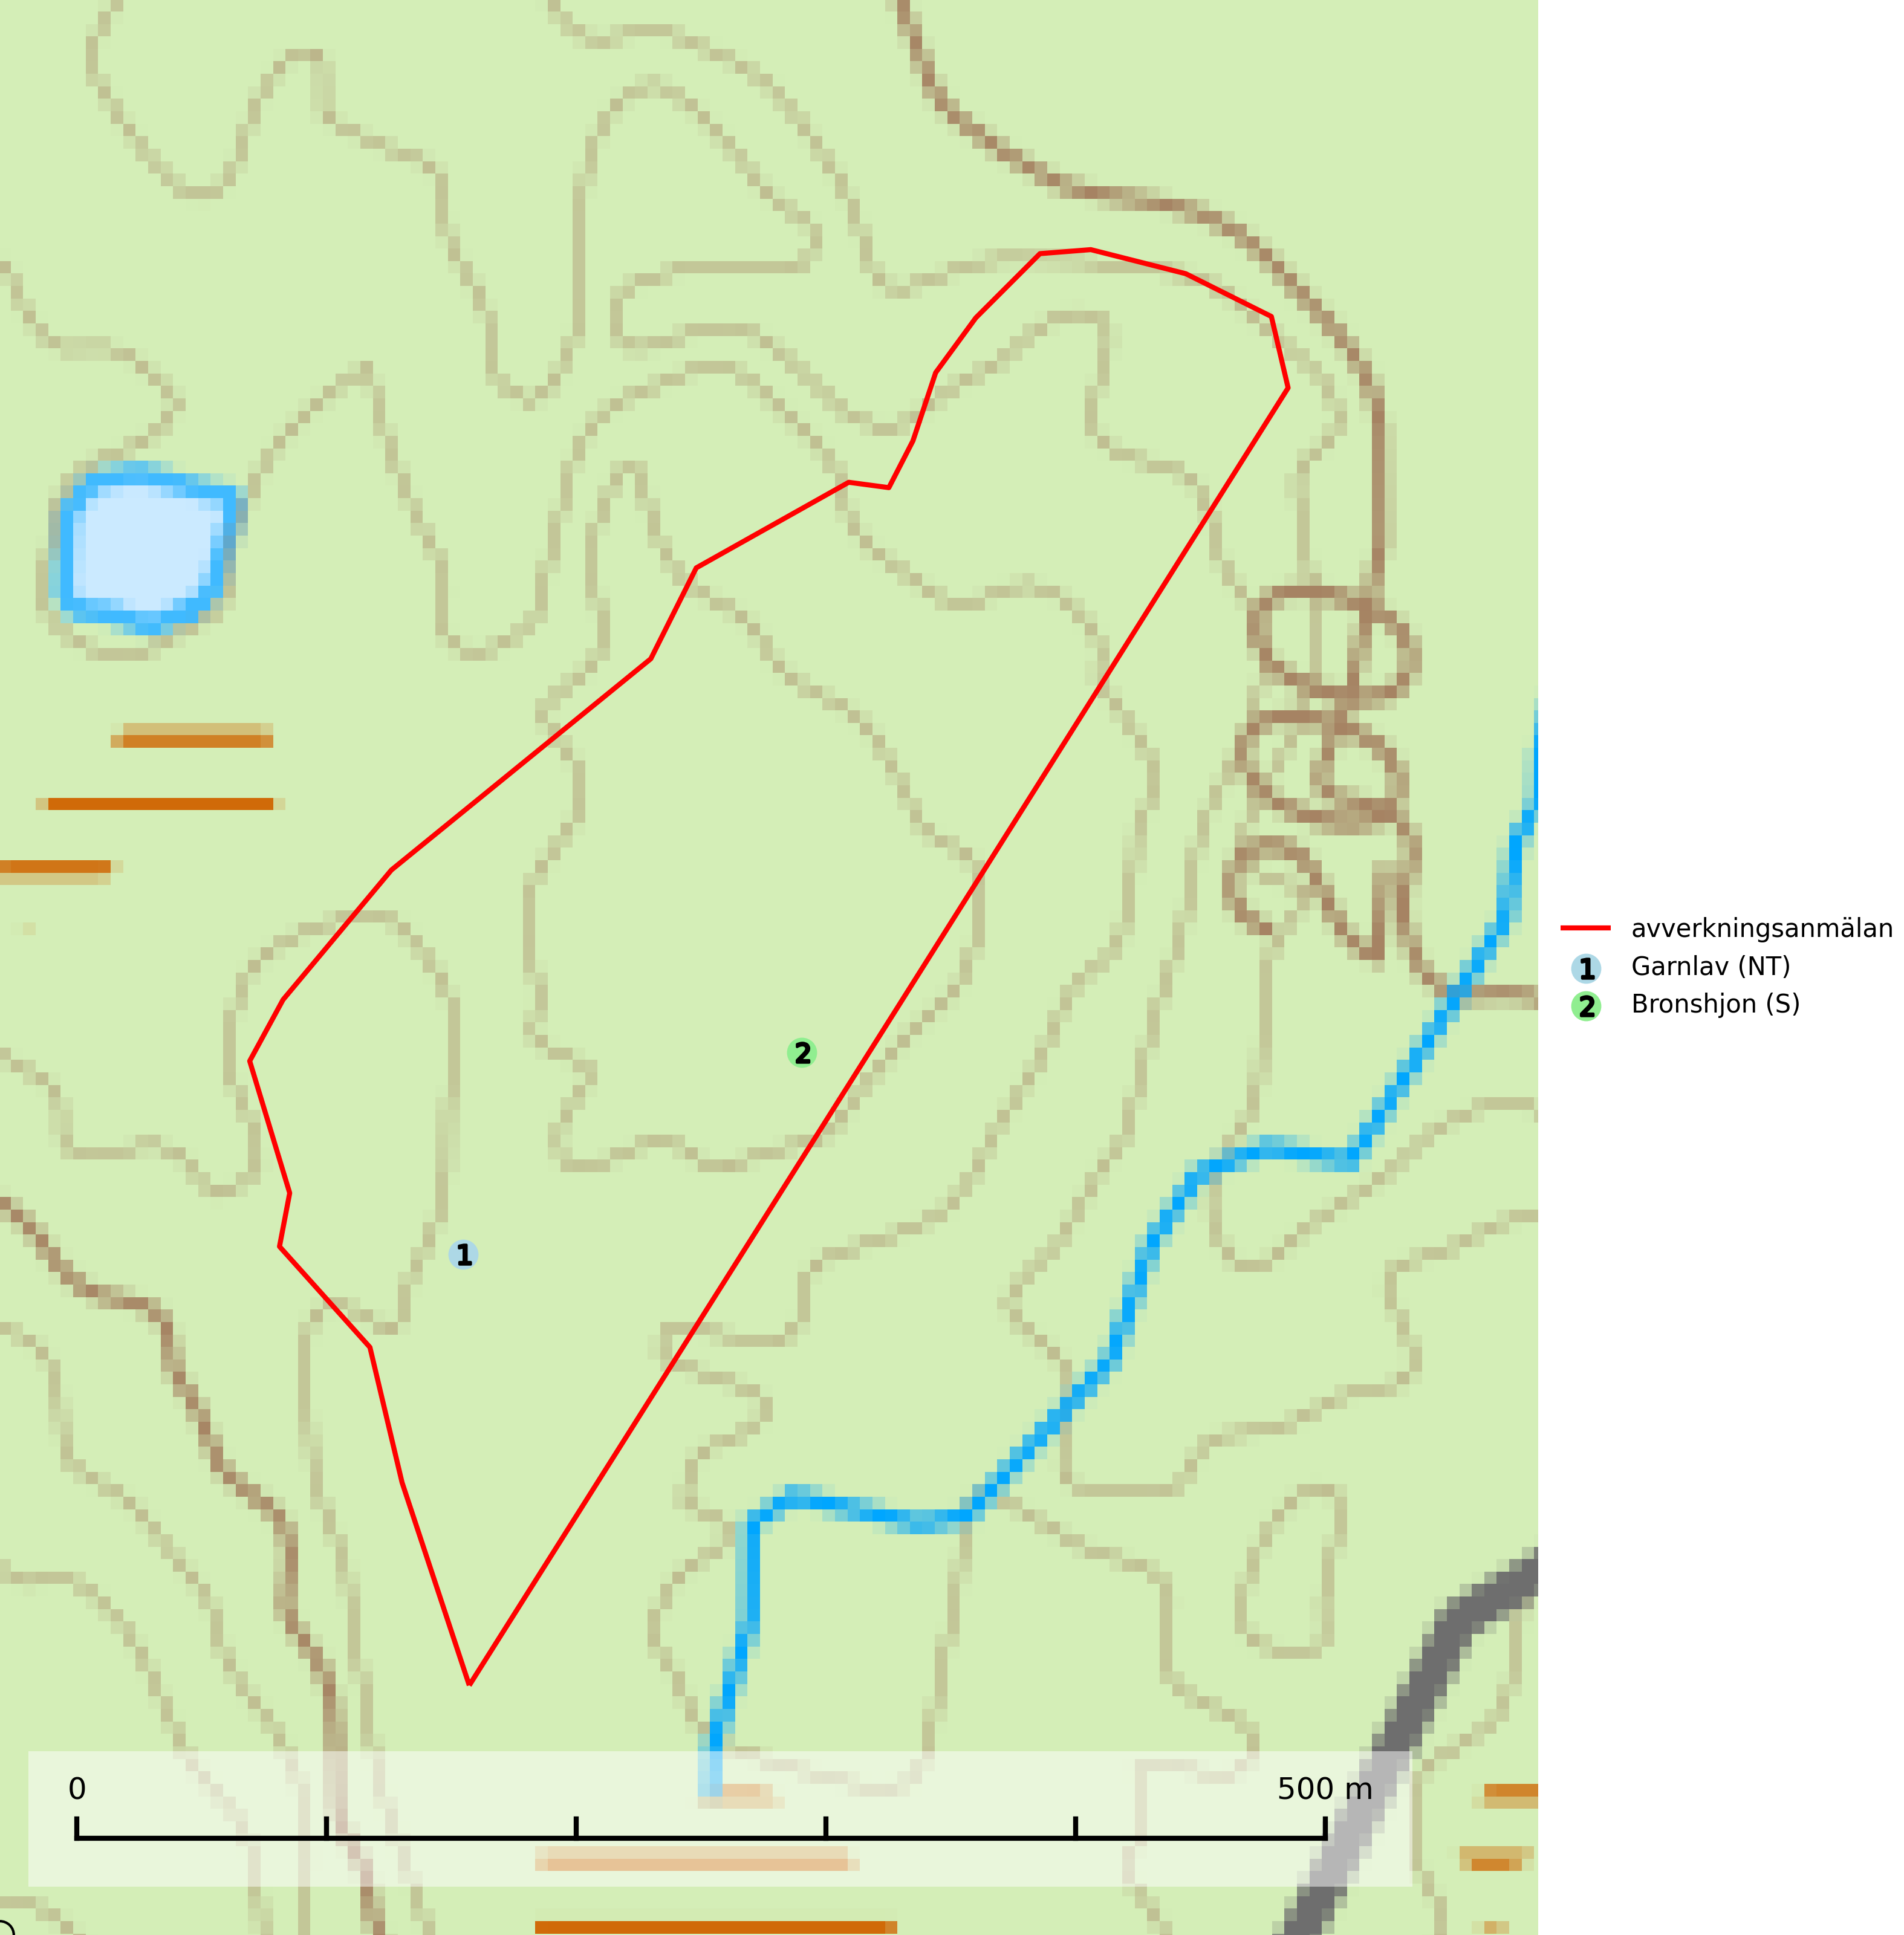 avverkningsanmälan
1 Garnlav (NT)
2 Bronshjon (S)
2
1
0 500 m